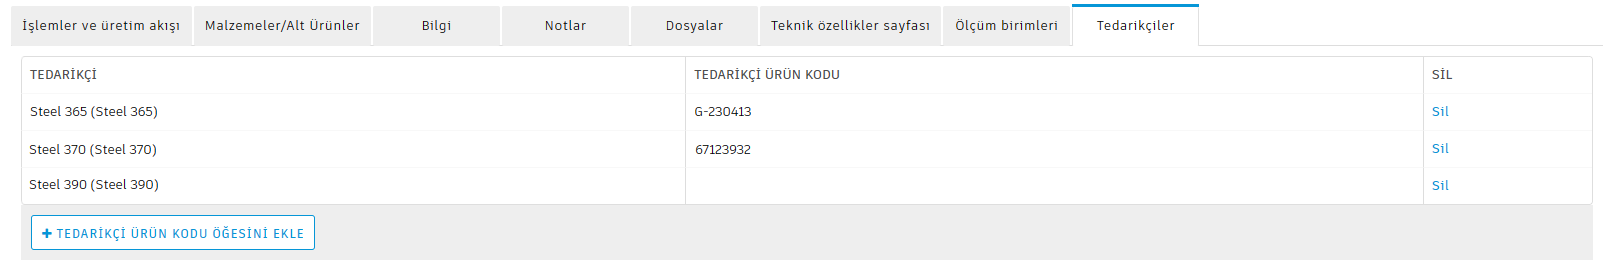 İşlemler ve üretim akışı Malzemeler/Alt Ürünler Bilgi Notlar Dosyalar Teknik özellikler sayfası Ölçüm birimleri Tedarikçiler
TEDARİKÇİ TEDARİKÇİ ÜRÜN KODU SİL
Steel 365 (Steel 365) G-230413 Sil
Steel 370 (Steel 370) 67123932 Sil
Steel 390 (Steel 390) Sil
+ TEDARİKÇİ ÜRÜN KODU ÖĞESİNİ EKLE